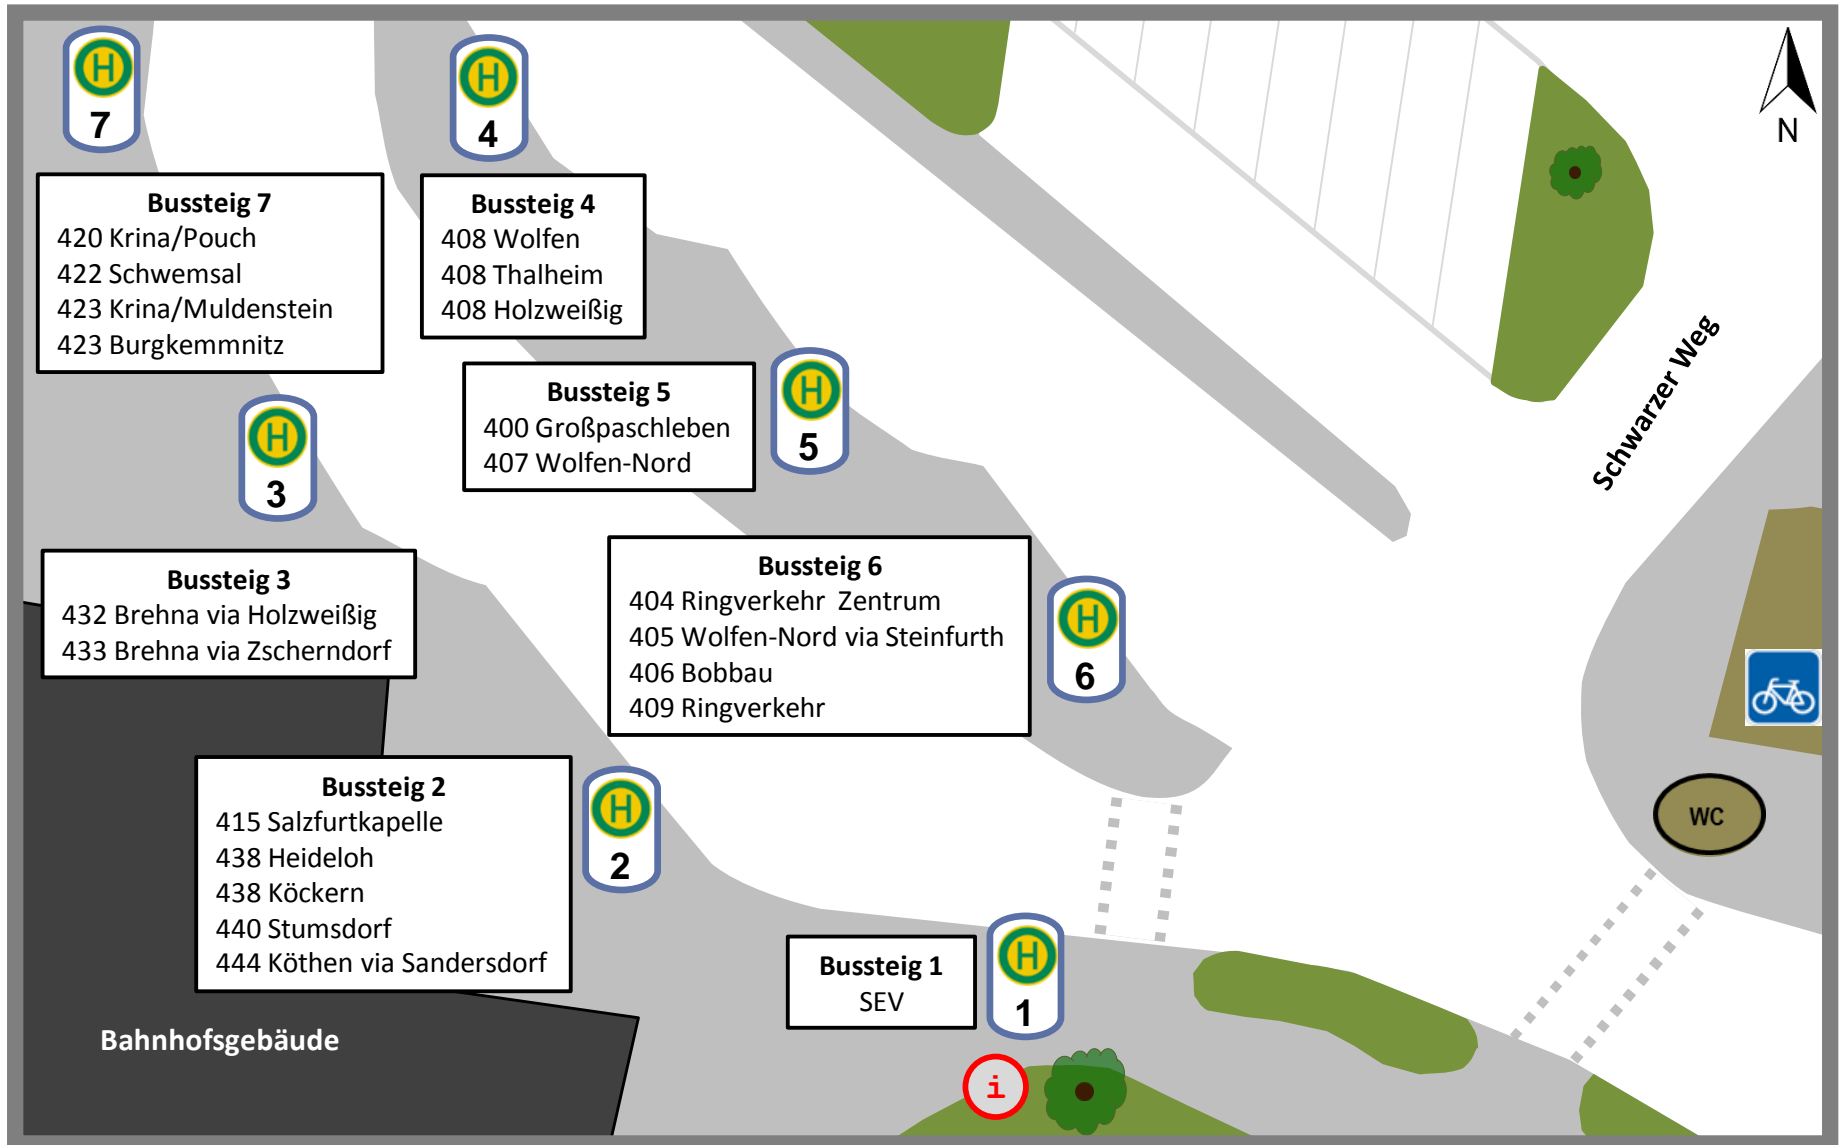 H
7
H
4
N
Bussteig 7
420 Krina/Pouch
422 Schwemsal
423 Krina/Muldenstein
423 Burgkemmnitz
Bussteig 4
408 Wolfen
408 Thalheim
408 Holzweißig
Schwarzer Weg
Bussteig 5
400 Großpaschleben
407 Wolfen-Nord
H
5
H
3
Bussteig 3
432 Brehna via Holzweißig
433 Brehna via Zscherndorf
Bussteig 6
404 Ringverkehr  Zentrum
405 Wolfen-Nord via Steinfurth
406 Bobbau
409 Ringverkehr
H
6
Bussteig 2
415 Salzfurtkapelle
438 Heideloh
438 Köckern
440 Stumsdorf
444 Köthen via Sandersdorf
H
2
WC
Bussteig 1
SEV
H
1
Bahnhofsgebäude
i